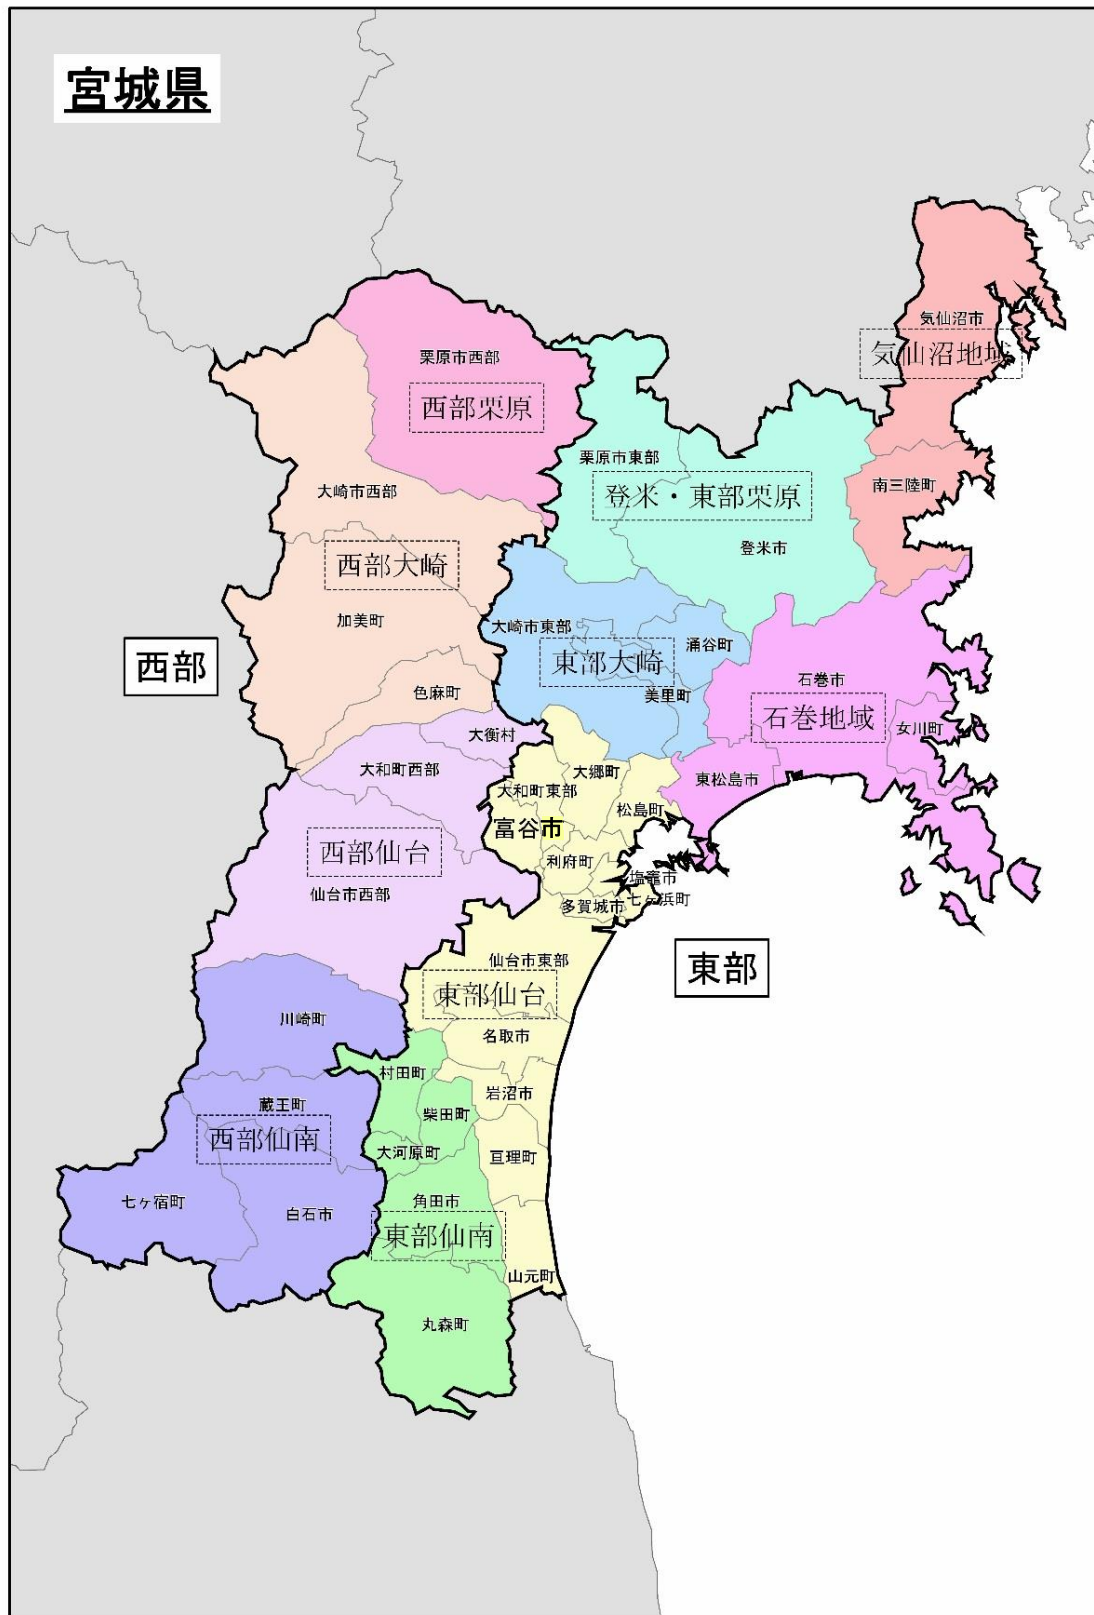 宮城県
気仙沼市
気仙沼地域
栗原市西部
西部栗原
栗原市東部
登米・東部栗原
南三陸町
大崎市西部
登米市
西部大崎
加美町
大崎市東部
涌谷町
東部大崎
西部
石巻市
色麻町
美里町
石巻地域
大衡村
女川町
大和町西部
大郷町
東松島市
大和町東部
松島町
富谷市
西部仙台
利府町
塩竈市
仙台市西部
七ヶ浜町
多賀城市
仙台市東部
東部
東部仙台
川崎町
名取市
村田町
岩沼市
蔵王町
柴田町
西部仙南
大河原町
亘理町
七ヶ宿町
角田市
白石市
東部仙南
山元町
丸森町